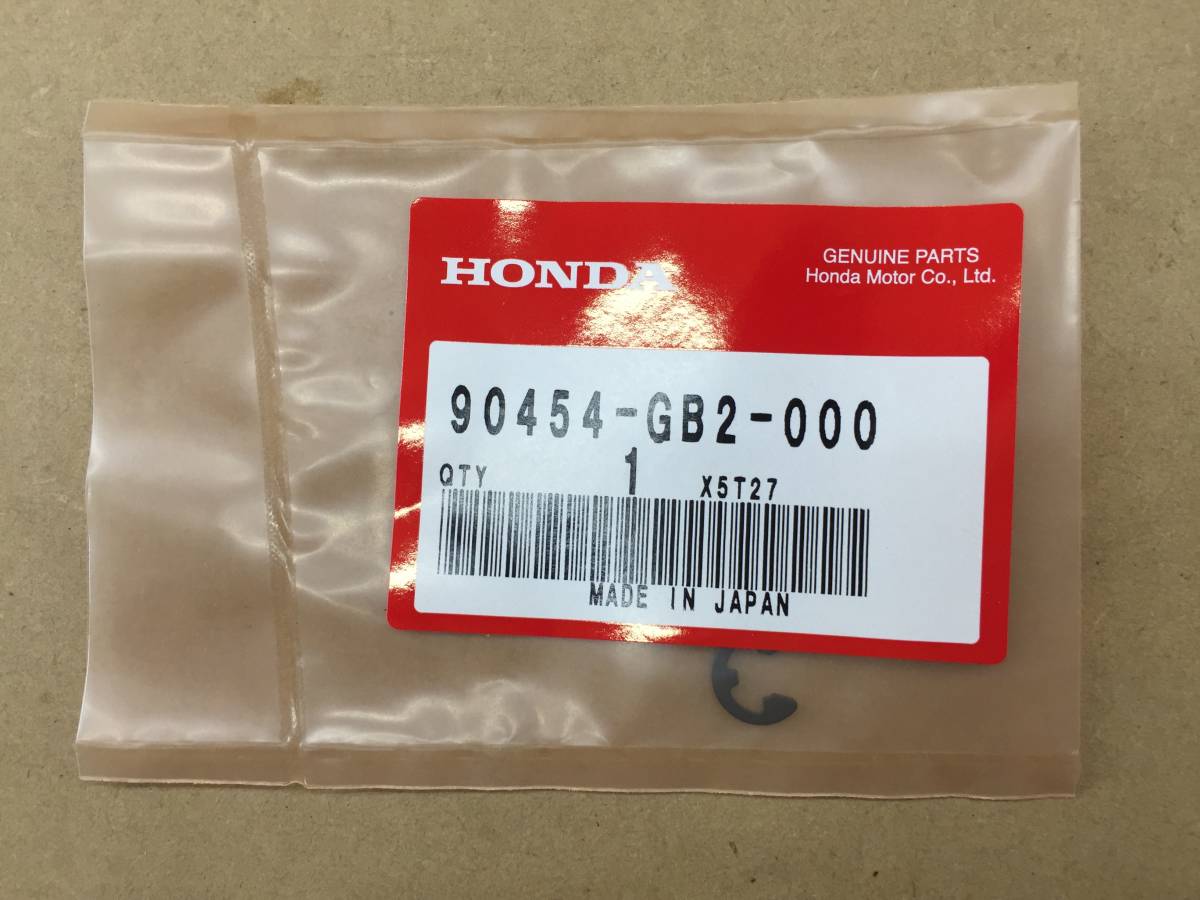 HONDA
GENUINE PARTS
Honda Motor Co., Ltd.
90454-GB2-000
QTY 1 X5T27
MADE IN JAPAN